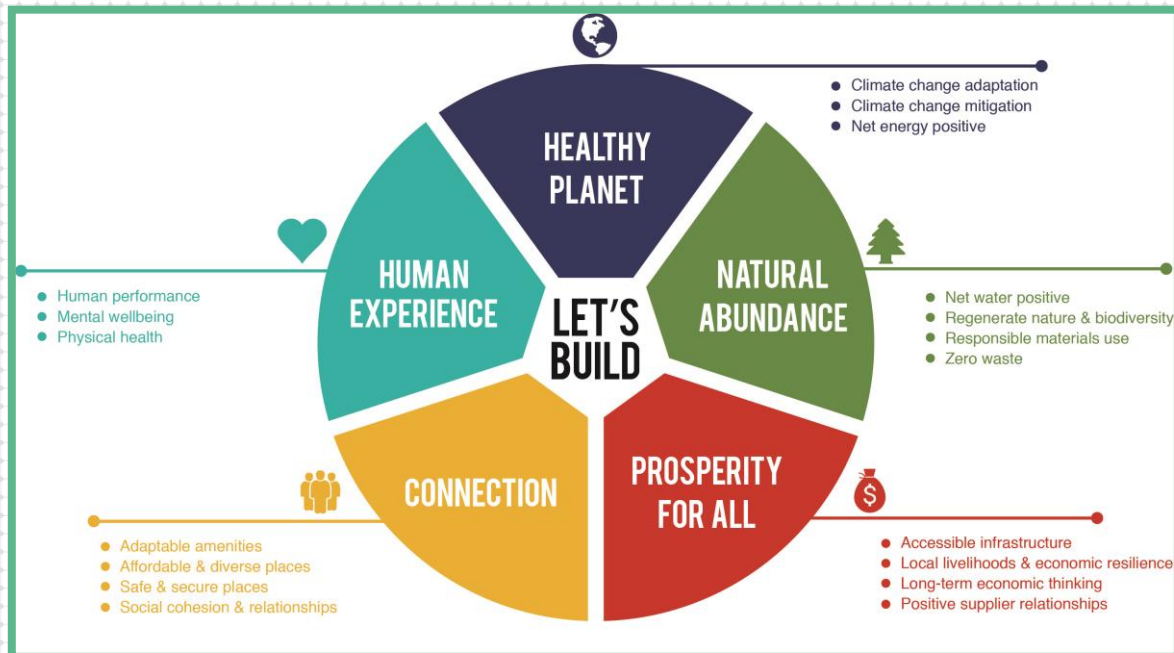 HEALTHY
PLANET
Climate change adaptation
Climate change mitigation
Net energy positive
NATURAL
ABUNDANCE
Net water positive
Regenerate nature & biodiversity
Responsible materials use
Zero waste
PROSPERITY
FOR ALL
$
Accessible infrastructure
Local livelihoods & economic resilience
Long-term economic thinking
Positive supplier relationships
CONNECTION
Adaptable amenities
Affordable & diverse places
Safe & secure places
Social cohesion & relationships
HUMAN
EXPERIENCE
Human performance
Mental wellbeing
Physical health
LET'S
BUILD